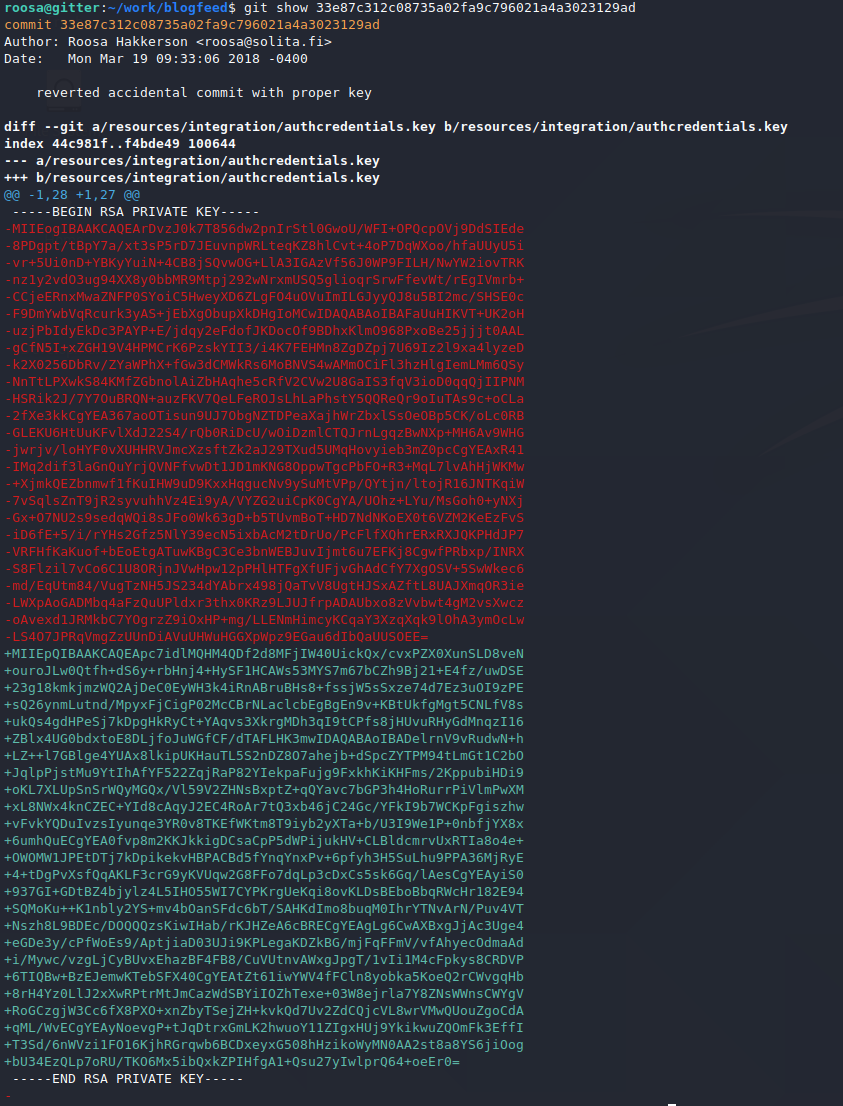 roosa@gitter:~/work/blogfeed$ git show 33e87c312c08735a02fa9c796021a4a3023129ad
commit 33e87c312c08735a02fa9c796021a4a3023129ad
Author: Roosa Hakkerson <roosa@solita.fi>
Date:   Mon Mar 19 09:33:06 2018 -0400
    reverted accidental commit with proper key
diff --git a/resources/integration/authcredentials.key b/resources/integration/authcredentials.key
index 44c981f..f4bde49 100644
--- a/resources/integration/authcredentials.key
+++ b/resources/integration/authcredentials.key
@@ -1,28 +1,27 @@
 -----BEGIN RSA PRIVATE KEY-----
-MIIEogIBAAKCAQEArDvzJ0k7T856dw2pnIrStl0GwoU/WFI+OPQcpOVj9DdSIEde
-8PDgpt/tBpY7a/xt3sP5rD7JEuvnpWRLteqKZ8hlCvt+4oP7DqWXoo/hfaUUyU5i
-vr+5Ui0nD+YBKyYuiN+4CB8jSQvwOG+LlA3IGAzVf56J0WP9FILH/NwYW2iovTRK
-nz1y2vdO3ug94XX8y0bbMR9Mtpj292wNrxmUSQ5glioqrSrwFfevWt/rEgIVmrb+
-CCjeERnxMwaZNFP0SYoiC5HweyXD6ZLgFO4uOVuImILGJyyQJ8u5BI2mc/SHSE0c
-F9DmYwbVqRcurk3yAS+jEbXgObupXkDHgIoMCwIDAQABAoIBAFaUuHIKVT+UK2oH
-uzjPbIdyEkDc3PAYP+E/jdqy2eFdofJKDocOf9BDhxKlmO968PxoBe25jjjt0AAL
-gCfN5I+xZGH19V4HPMCrK6PzskYII3/i4K7FEHMn8ZgDZpj7U69Iz2l9xa4lyzeD
-k2X0256DbRv/ZYaWPhX+fGw3dCMWkRs6MoBNVS4wAMmOCiFl3hzHlgIemLMm6QSy
-NnTtLPXwkS84KMfZGbnolAiZbHAqhe5cRfV2CVw2U8GaIS3fqV3ioD0qqQjJIIPNM
-HSRik2J/7Y7OuBRQN+auzFKV7QeLFeROJsLhLaPhstY5QQReQr9oIuTAs9c+oCLa
-2fXe3kkCgYEA367aoOTisun9UJ7ObgNZTDPeaXajhWrZbxlSsOeOBp5CK/oLc0RB
-GLEKU6HtUuKFvlXdJ22S4/rQb0RiDcU/wOiDzmlCTQJrnLgqzBwNXp+MH6Av9WHG
-jwrjv/loHYF0vXUHHRVJmcXzsftZk2aJ29TXud5UMqHovyieb3mZ0pcCgYEAxR41
-IMq2dif3laGnQuYrjQVNFfvwDt1JD1mKNG8OppwTgcPbFO+R3+MqL7lvAhHjWKMw
-+XjmkQEZbnmwf1fKuIHW9uD9KxxHqgucNv9ySuMtVPp/QYtjn/ltojR16JNTKqiW
-7vSqlsZnT9jR2syvuhhVz4Ei9yA/VYZG2uiCpK0CgYA/UOhz+LYu/MsGoh0+yNXj
-Gx+O7NU2s9sedqWQi8sJFo0Wk63gD+b5TUvmBoT+HD7NdNKoEX0t6VZM2KeEzFvS
-iD6fE+5/i/rYHs2Gfz5NlY39ecN5ixbAcM2tDrUo/PcFlfXQhrERxRXJQKPHdJP7
-VRFHfKaKuof+bEoEtgATuwKBgC3Ce3bnWEBJuvIjmt6u7EFKj8CgwfPRbxp/INRX
-S8Flzil7vCo6C1U8ORjnJVwHpw12pPHlHTFgXfUFjvGhAdCfY7XgOSV+5SwWkec6
-md/EqUtm84/VugTzNH5JS234dYAbrx498jQaTvV8UgtHJSxAZftL8UAJXmqOR3ie
-LWXpAoGADMbq4aFzQuUPldxr3thx0KRz9LJUJfrpADAUbxo8zVvbwt4gM2vsXwcz
-oAvexd1JRMkbC7YOgrzZ9iOxHP+mg/LLENmHimcyKCqaY3XzqXqk9lOhA3ymOcLw
-LS4O7JPRqVmgZzUUnDiAVuUHWuHGGXpWpz9EGau6dIbQaUUSOEE=
+MIIEpQIBAAKCAQEApc7idlMQHM4QDf2d8MFjIW40UickQx/cvxPZX0XunSLD8veN
+ouroJLw0Qtfh+dS6y+rbHnj4+HySF1HCAWs53MYS7m67bCZh9Bj21+E4fz/uwDSE
+23g18kmkjmzWQ2AjDeC0EyWH3k4iRnABruBHs8+fssjW5sSxze74d7Ez3uOI9zPE
+sQ26ynmLutnd/MpyxFjCigP02McCBrNLaclcbEgBgEn9v+KBtUkfgMgt5CNLfV8s
+ukQs4gdHPeSj7kDpgHkRyCt+YAqvs3XkrgMDh3qI9tCPfs8jHUvuRHyGdMnqzI16
+ZBlx4UG0bdxtoE8DLjfoJuWGfCF/dTAFLHK3mwIDAQABAoIBADelrnV9vRudwN+h
+LZ++l7GBlge4YUAx8lkipUKHauTL5S2nDZ8O7ahejb+dSpcZYTPM94tLmGt1C2bO
+JqlpPjstMu9YtIhAfYF522ZqjRaP82YIekpaFujg9FxkhKiKHFms/2KppubiHDi9
+oKL7XLUpSnSrWQyMGQx/Vl59V2ZHNsBxptZ+qQYavc7bGP3h4HoRurrPiVlmPwXM
+xL8NWx4knCZEC+YId8cAqyJ2EC4RoAr7tQ3xb46jC24Gc/YFkI9b7WCKpFgiszhw
+vFvkYQDuIvzsIyunqe3YR0v8TKEfWKtm8T9iyb2yXTa+b/U3I9We1P+0nbfjYX8x
+6umhQuECgYEA0fvp8m2KKJkkigDCsaCpP5dWPijukHV+CLBldcmrvUxRTIa8o4e+
+OWOMW1JPEtDTj7kDpikekvHBPACBd5fYnqYnxPv+6pfyh3H5SuLhu9PPA36MjRyE
+4+tDgPvXsfQqAKLF3crG9yKVUqw2G8FFo7dqLp3cDxCs5sk6Gq/lAesCgYEAyiS0
+937GI+GDtBZ4bjylz4L5IHO55WI7CYPKrgUeKqi8ovKLDsBEboBbqRWcHr182E94
+SQMoKu++K1nbly2YS+mv4bOanSFdc6bT/SAHKdImo8buqM0IhrYTNvArN/Puv4VT
+Nszh8L9BDEc/DOQQQzsKiwIHab/rKJHZeA6cBRECgYEAgLg6CwAXBxgJjAc3Uge4
+eGDe3y/cPfWoEs9/AptjiaD03UJi9KPLegaKDZkBG/mjFqFFmV/vfAhyecOdmaAd
+i/Mywc/vzgLjCyBUvxEhazBF4FB8/CuVUtnvAWxgJpgT/1vIi1M4cFpkys8CRDVP
+6TIQBw+BzEJemwKTebSFX40CgYEAtZt61iwYWV4fFCln8yobka5KoeQ2rCWvgqHb
+8rH4Yz0LlJ2xXwRPtrMtJmCazWdSBYiIOZhTexe+03W8ejrla7Y8ZNsWWnsCWYgV
+RoGCzgjW3Cc6fX8PXO+xnZbyTSejZH+kvkQd7Uv2ZdCQjcVL8wrVMwQUouZgoCdA
+qML/WvECgYEAyNoevgP+tJqDtrxGmLK2hwuoY11ZIgxHUj9YkikwuZQOmFk3EffI
+T3Sd/6nWVzi1FO16KjhRGrqwb6BCDxeyxG508hHzikoWyMN0AA2st8a8YS6jiOog
+bU34EzQLp7oRU/TKO6Mx5ibQxkZPIHfgA1+Qsu27yIwlprQ64+oeEr0=
 -----END RSA PRIVATE KEY-----
-